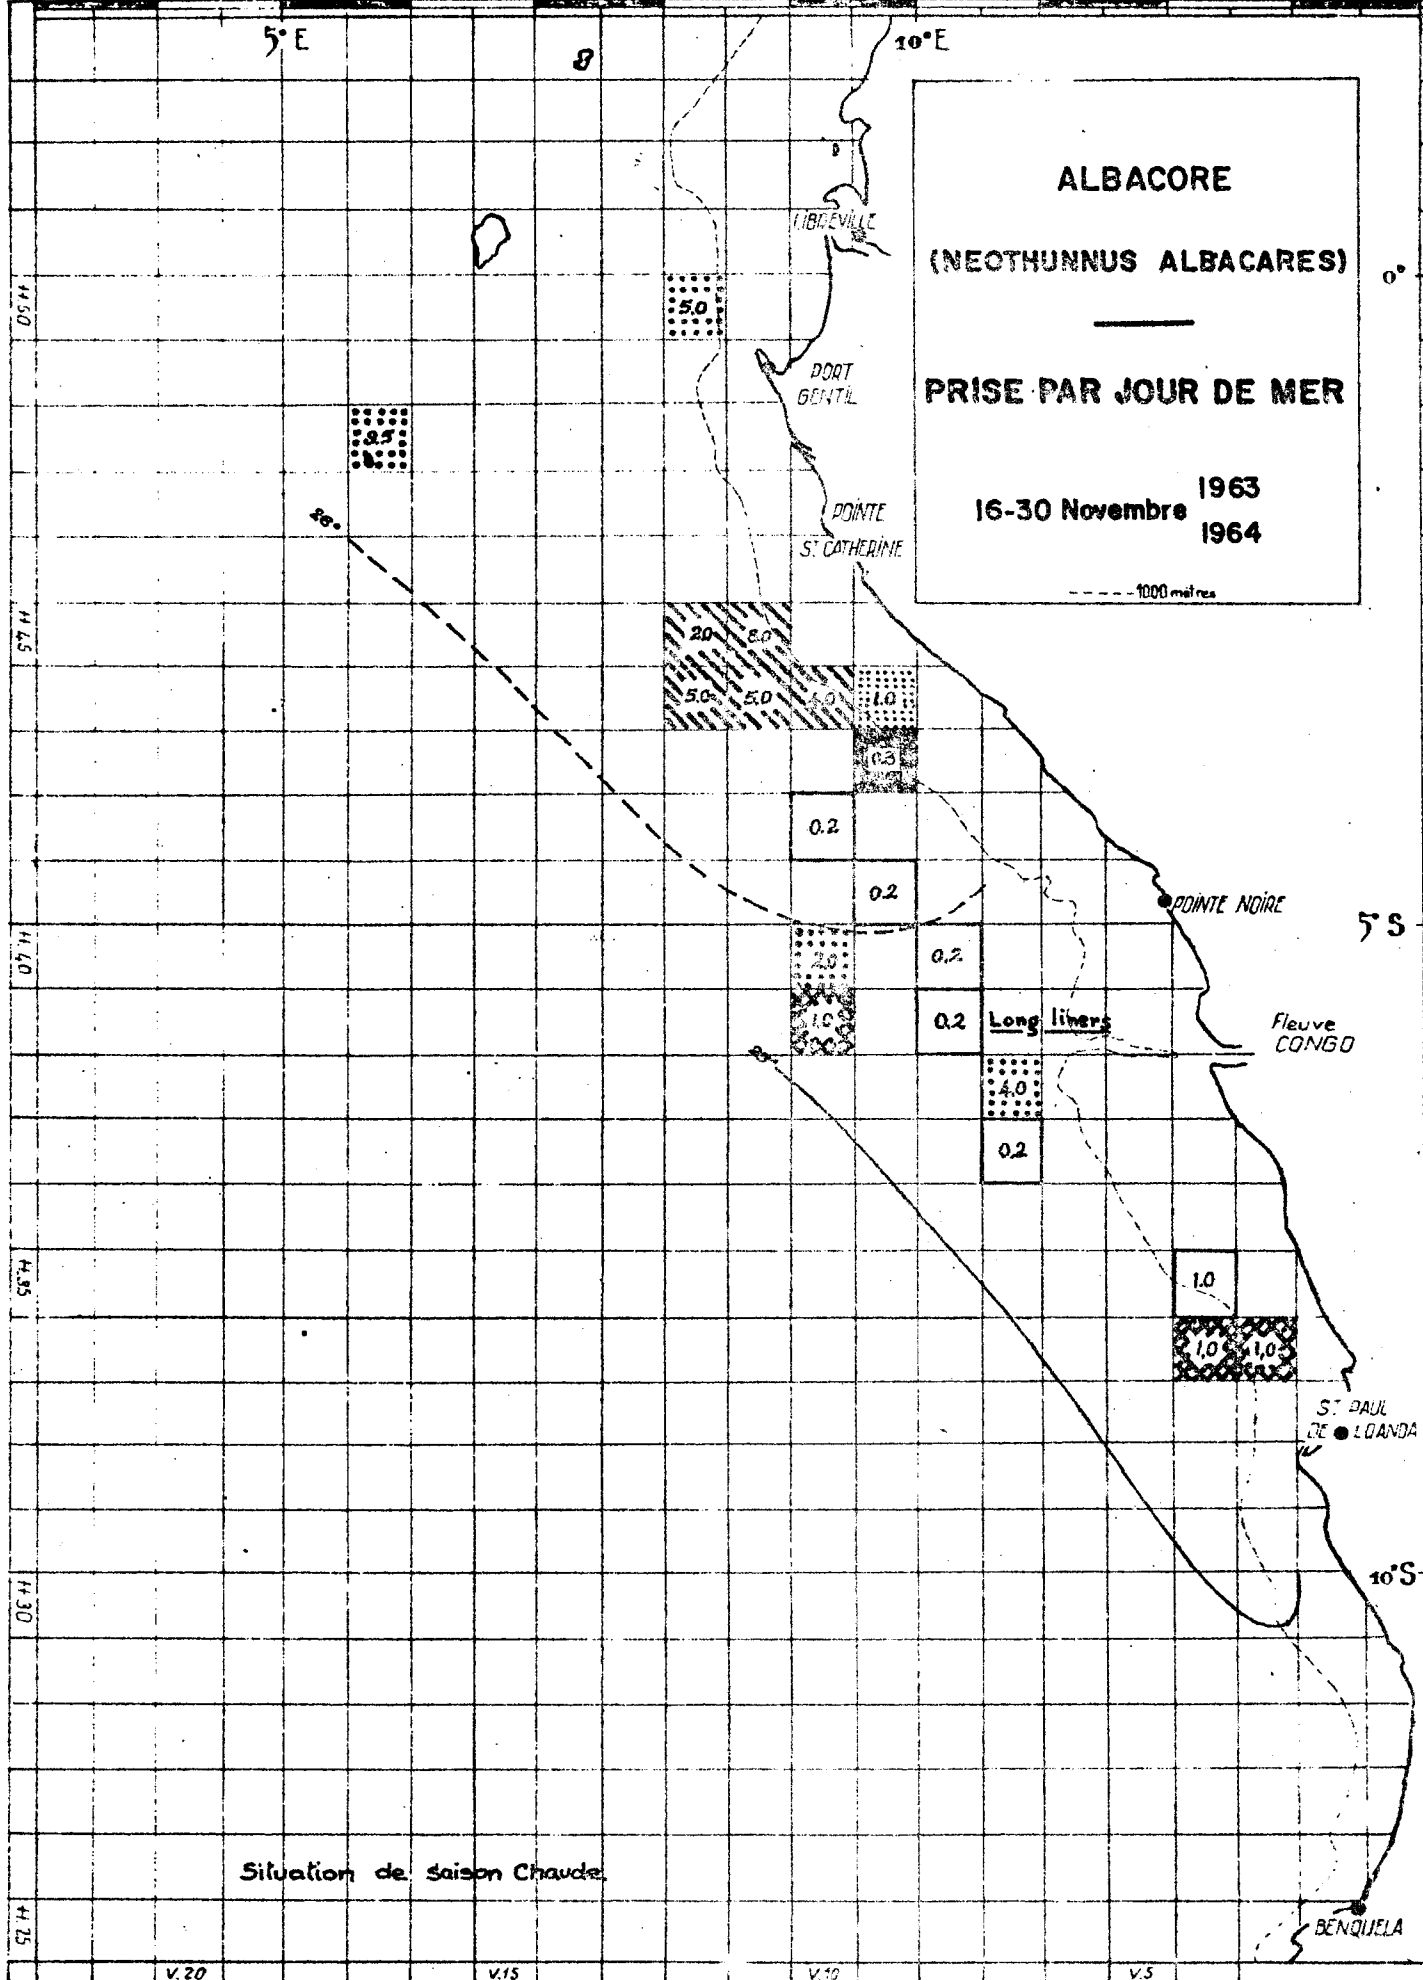 5° E
10° E
ALBACORE
(NEOTHUNNUS ALBACARES)
PRISE PAR JOUR DE MER
16-30 Novembre 1963
1964
----- 1000 mètres
LIBREVILLE
0°
H 50
5.0
PORT
GENTIL
3.5
26°
POINTE
St CATHERINE
H 45
2.0 8.0
5.0 5.0 1.0
0.3
0.2
0.2
POINTE NOIRE
5° S
H. 40
2.0 0.2
1.0 0.2 Long liners
Fleuve
CONGO
4.0
0.2
H.35
1.0
1,0 1,0
St PAUL
DE LOANDA
10° S
H 30
Situation de Saison Chaude
H 25
BENQUELA
V. 20 V.15 V.10 V.5